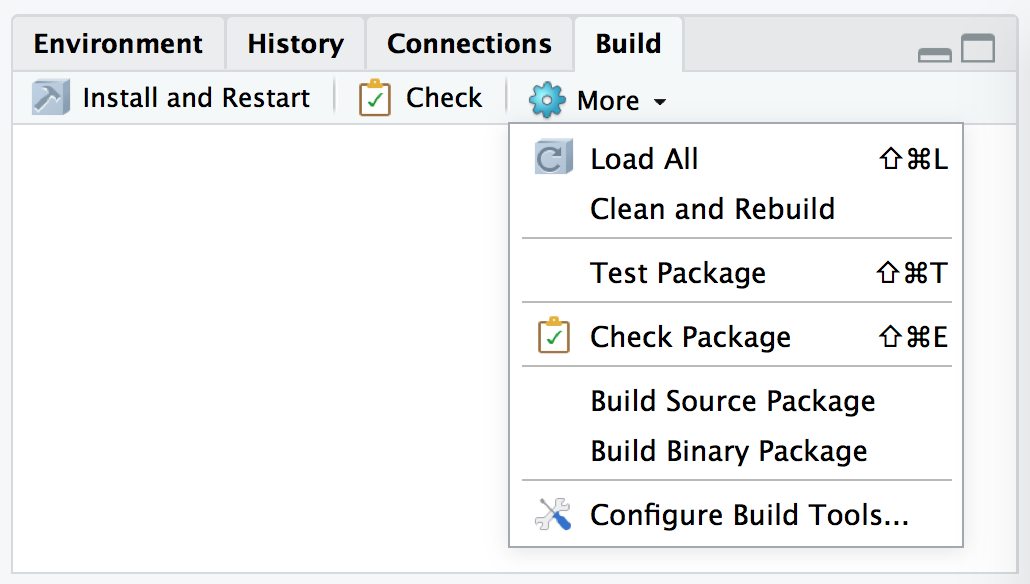 Environment History Connections Build
Install and Restart Check More
Load All ⇧⌘L
Clean and Rebuild
Test Package ⇧⌘T
Check Package ⇧⌘E
Build Source Package
Build Binary Package
Configure Build Tools...